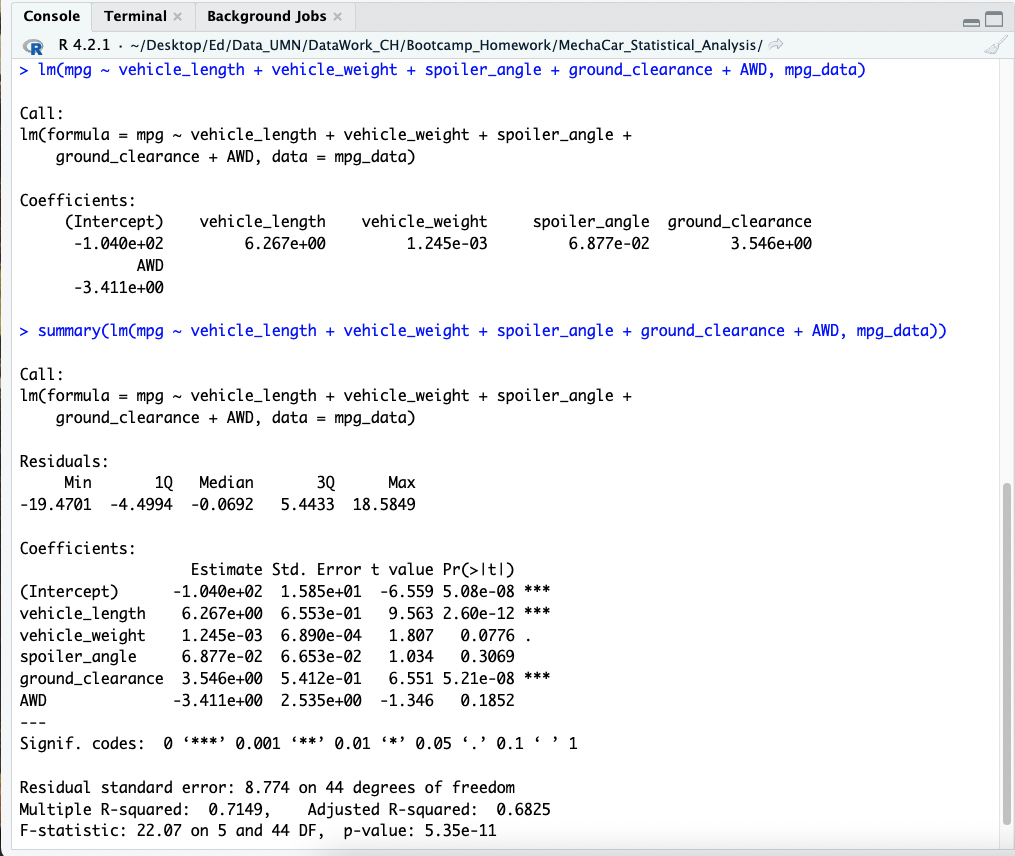 Console Terminal × Background Jobs ×
R R 4.2.1 · ~/Desktop/Ed/Data_UMN/DataWork_CH/Bootcamp_Homework/MechaCar_Statistical_Analysis/
> lm(mpg ~ vehicle_length + vehicle_weight + spoiler_angle + ground_clearance + AWD, mpg_data)
Call:
lm(formula = mpg ~ vehicle_length + vehicle_weight + spoiler_angle +
    ground_clearance + AWD, data = mpg_data)
Coefficients:
     (Intercept)    vehicle_length    vehicle_weight     spoiler_angle  ground_clearance
      -1.040e+02         6.267e+00         1.245e-03         6.877e-02         3.546e+00
             AWD
      -3.411e+00
> summary(lm(mpg ~ vehicle_length + vehicle_weight + spoiler_angle + ground_clearance + AWD, mpg_data))
Call:
lm(formula = mpg ~ vehicle_length + vehicle_weight + spoiler_angle +
    ground_clearance + AWD, data = mpg_data)
Residuals:
     Min       1Q   Median       3Q      Max
-19.4701  -4.4994  -0.0692   5.4433  18.5849
Coefficients:
                   Estimate Std. Error t value Pr(>|t|)
(Intercept)      -1.040e+02  1.585e+01  -6.559 5.08e-08 ***
vehicle_length    6.267e+00  6.553e-01   9.563 2.60e-12 ***
vehicle_weight    1.245e-03  6.890e-04   1.807   0.0776 .
spoiler_angle     6.877e-02  6.653e-02   1.034   0.3069
ground_clearance  3.546e+00  5.412e-01   6.551 5.21e-08 ***
AWD              -3.411e+00  2.535e+00  -1.346   0.1852
---
Signif. codes:  0 ‘***’ 0.001 ‘**’ 0.01 ‘*’ 0.05 ‘.’ 0.1 ‘ ’ 1
Residual standard error: 8.774 on 44 degrees of freedom
Multiple R-squared:  0.7149,    Adjusted R-squared:  0.6825
F-statistic: 22.07 on 5 and 44 DF,  p-value: 5.35e-11